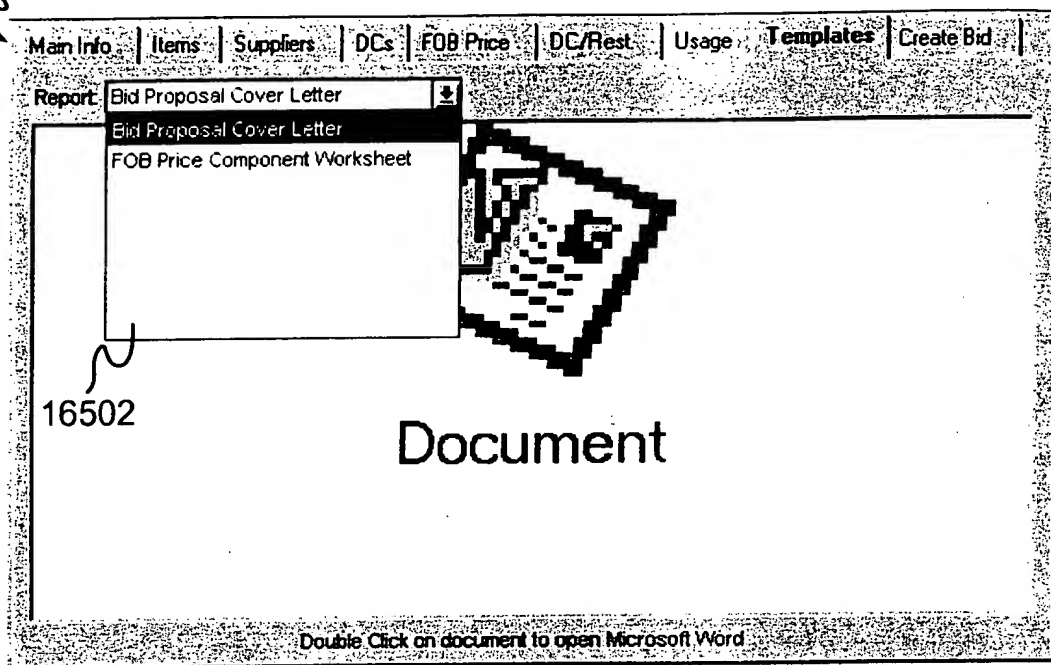 Main Info Items Suppliers DCs FOB Price DC/Rest. Usage Templates Create Bid
Report: Bid Proposal Cover Letter
Bid Proposal Cover Letter
FOB Price Component Worksheet
16502
Document
Double Click on document to open Microsoft Word